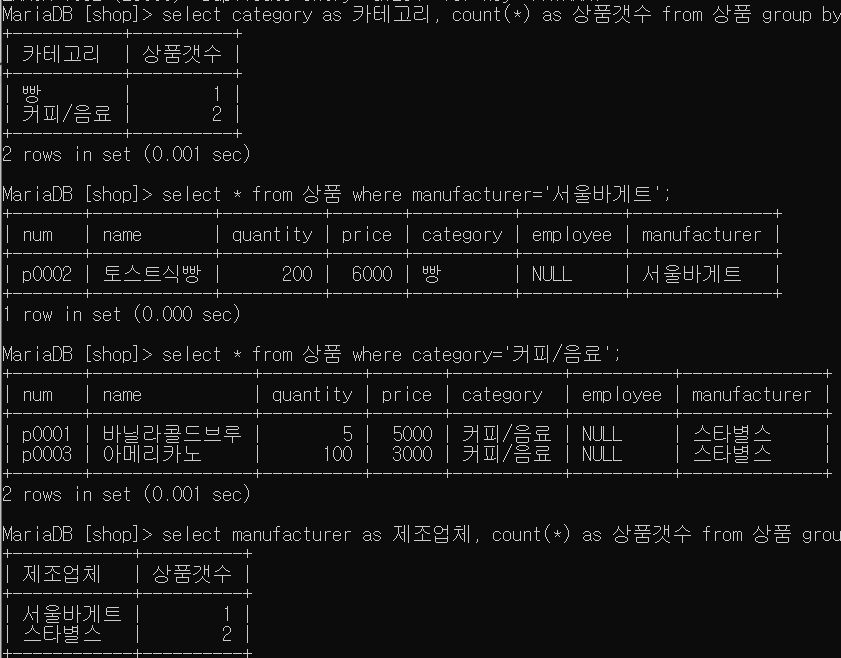 MariaDB [shop]> select category as 카테고리, count(*) as 상품갯수 from 상품 group by
+-----------+----------+
| 카테고리  | 상품갯수 |
+-----------+----------+
| 빵        |        1 |
| 커피/음료 |        2 |
+-----------+----------+
2 rows in set (0.001 sec)
MariaDB [shop]> select * from 상품 where manufacturer='서울바게트';
+-------+------------+----------+-------+----------+----------+--------------+
| num   | name       | quantity | price | category | employee | manufacturer |
+-------+------------+----------+-------+----------+----------+--------------+
| p0002 | 토스트식빵 |      200 |  6000 | 빵       | NULL     | 서울바게트   |
+-------+------------+----------+-------+----------+----------+--------------+
1 row in set (0.000 sec)
MariaDB [shop]> select * from 상품 where category='커피/음료';
+-------+----------------+----------+-------+-----------+----------+--------------+
| num   | name           | quantity | price | category  | employee | manufacturer |
+-------+----------------+----------+-------+-----------+----------+--------------+
| p0001 | 바닐라콜드브루 |        5 |  5000 | 커피/음료 | NULL     | 스타별스     |
| p0003 | 아메리카노     |      100 |  3000 | 커피/음료 | NULL     | 스타별스     |
+-------+----------------+----------+-------+-----------+----------+--------------+
2 rows in set (0.001 sec)
MariaDB [shop]> select manufacturer as 제조업체, count(*) as 상품갯수 from 상품 grou
+------------+----------+
| 제조업체   | 상품갯수 |
+------------+----------+
| 서울바게트 |        1 |
| 스타별스   |        2 |
+------------+----------+